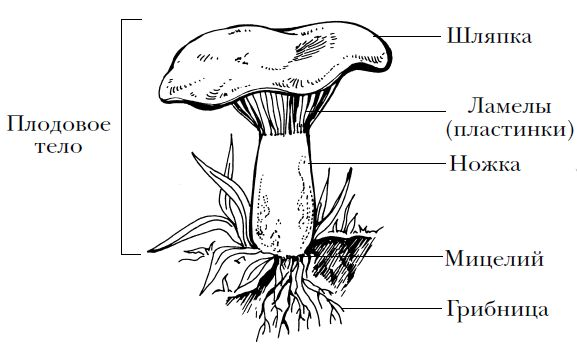 Шляпка
Ламелы
(пластинки)
Плодовое
тело
Ножка
Мицелий
Грибница